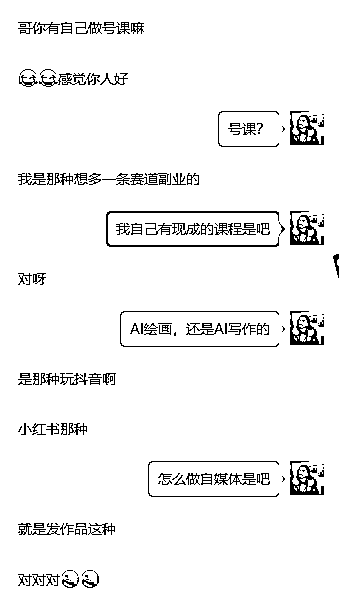 哥你有自己做号课嘛
感觉你人好
号课？
我是那种想多一条赛道副业的
我自己有现成的课程是吧
对呀
AI绘画，还是AI写作的
是那种玩抖音啊
小红书那种
怎么做自媒体是吧
就是发作品这种
对对对